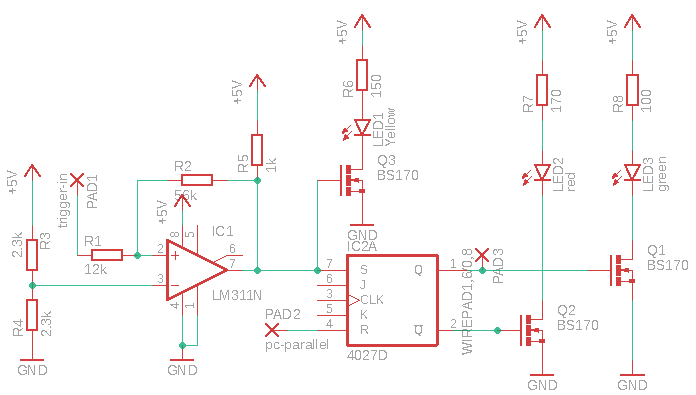 +5V
+5V
+5V
R6
150
R7
170
R8
100
+5V
LED1
Yellow
+5V
trigger-in
PAD1
R2
56k
R5
1k
Q3
BS170
LED2
red
LED3
green
+5V
R3
2.3k
R1
12k
8
5
IC1
6
2
3
7
LM311N
4
1
GND
IC2A
7
S
6
J
3
CLK
5
K
4
R
Q
1
Q
2
4027D
PAD2
pc-parallel
WIREPAD1,6/0,8
PAD3
Q1
BS170
Q2
BS170
R4
2.3k
GND
GND
GND
GND